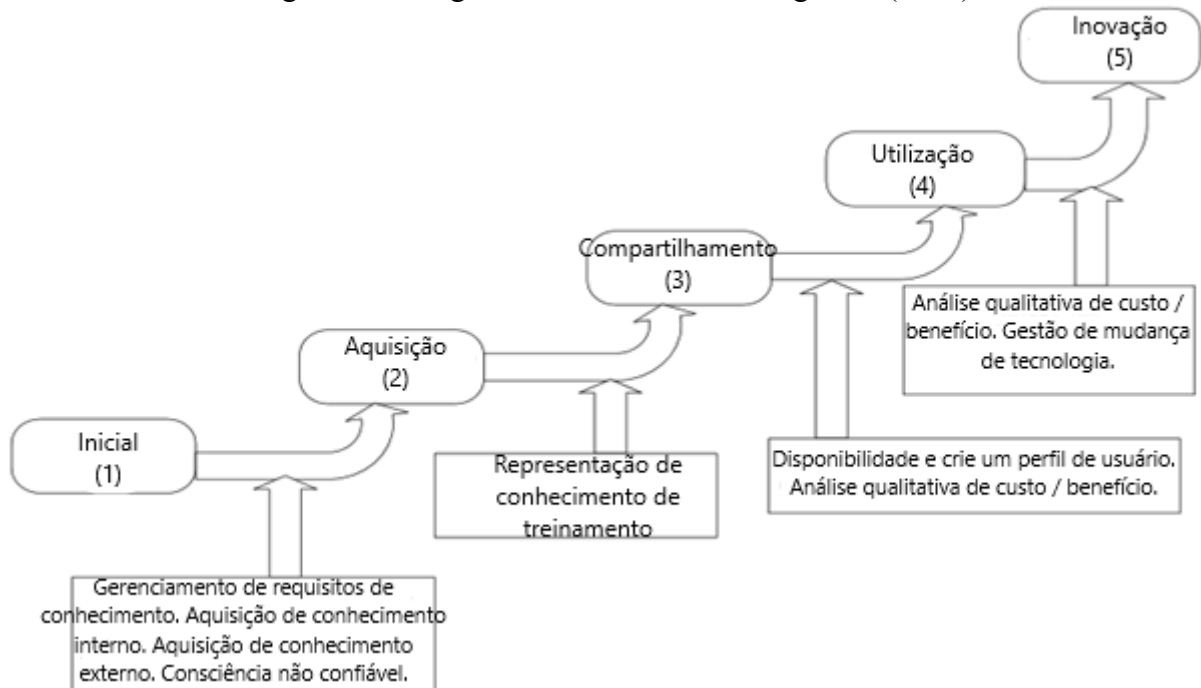 Inovação
(5)
Utilização
(4)
Compartilhamento
(3)
Análise qualitativa de custo /
benefício. Gestão de mudança
de tecnologia.
Aquisição
(2)
Inicial
(1)
Representação de
conhecimento de
treinamento
Disponibilidade e crie um perfil de usuário.
Análise qualitativa de custo / benefício.
Gerenciamento de requisitos de
conhecimento. Aquisição de conhecimento
interno. Aquisição de conhecimento
externo. Consciência não confiável.